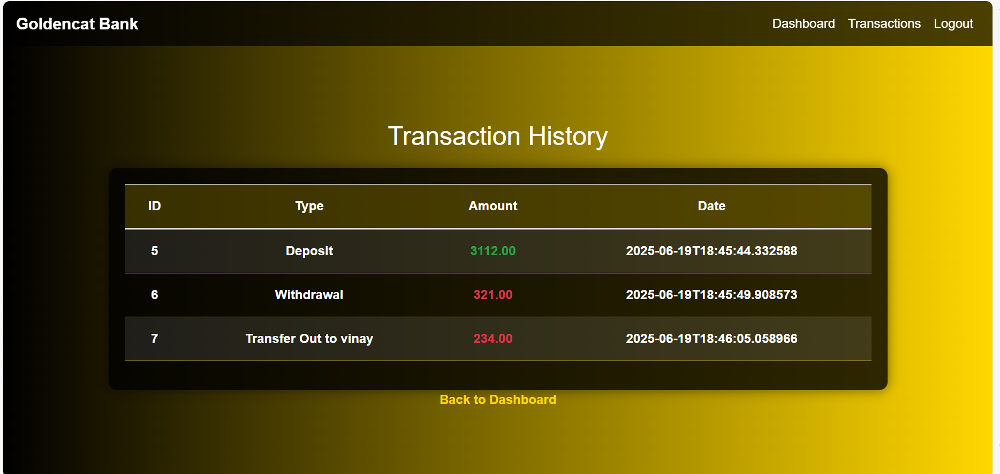 Goldencat Bank Dashboard Transactions Logout
Transaction History
ID Type Amount Date
5 Deposit 3112.00 2025-06-19T18:45:44.332588
6 Withdrawal 321.00 2025-06-19T18:45:49.908573
7 Transfer Out to vinay 234.00 2025-06-19T18:46:05.058966
Back to Dashboard